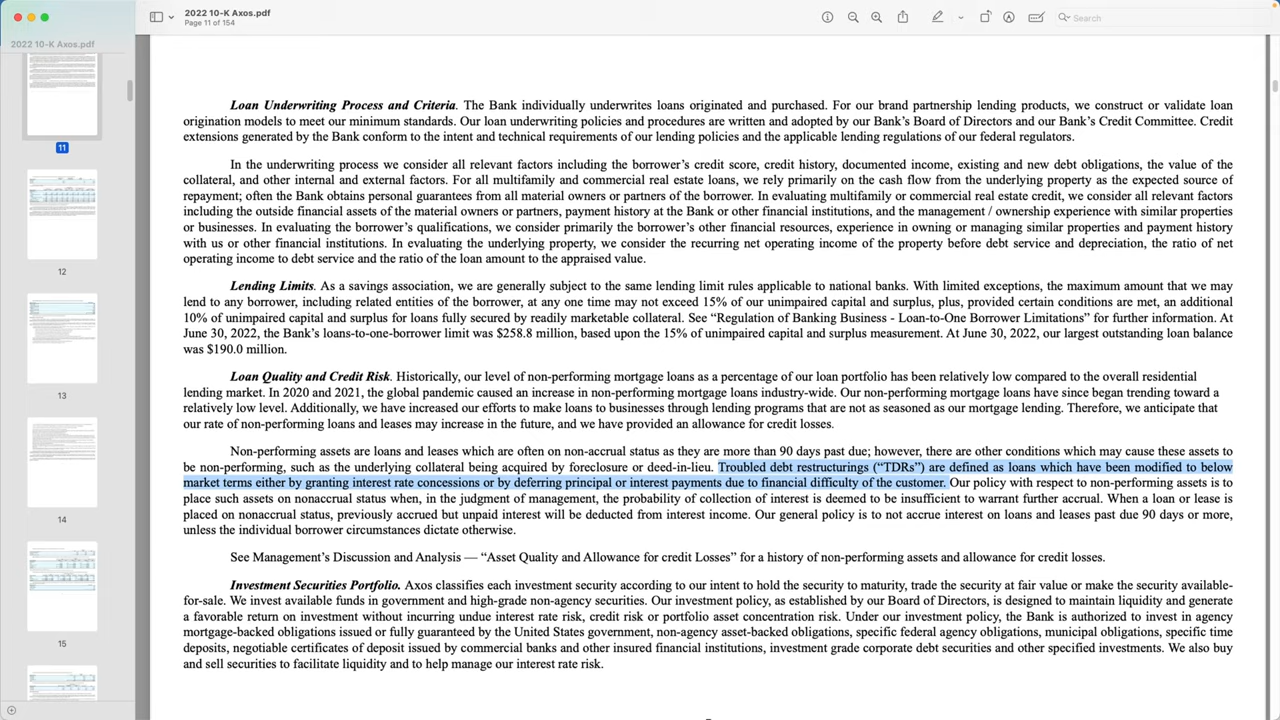 2022 10-K Axos.pdf
Page 11 of 154
Search
2022 10-K Axos.pdf
11
12
13
14
15
Loan Underwriting Process and Criteria. The Bank individually underwrites loans originated and purchased. For our brand partnership lending products, we construct or validate loan
origination models to meet our minimum standards. Our loan underwriting policies and procedures are written and adopted by our Bank's Board of Directors and our Bank's Credit Committee. Credit
extensions generated by the Bank conform to the intent and technical requirements of our lending policies and the applicable lending regulations of our federal regulators.
In the underwriting process we consider all relevant factors including the borrower's credit score, credit history, documented income, existing and new debt obligations, the value of the
collateral, and other internal and external factors. For all multifamily and commercial real estate loans, we rely primarily on the cash flow from the underlying property as the expected source of
repayment; often the Bank obtains personal guarantees from material owners or partners of the borrower. In evaluating multifamily or commercial real estate credit, we consider all relevant factors
including the outside financial assets of the material owners or partners, payment history at the Bank or other financial institutions, and the management / ownership experience with similar properties
or businesses. In evaluating the borrower's qualifications, we consider primarily the borrower's other financial resources, experience in owning or managing similar properties and payment history
with us or other financial institutions. In evaluating the underlying property, we consider the recurring net operating income of the property before debt service and depreciation, the ratio of net
operating income to debt service and the ratio of the loan amount to the appraised value.
Lending Limits. As a savings association, we are generally subject to the same lending limit rules applicable to national banks. With limited exceptions, the maximum amount that we may
lend to any borrower, including related entities of the borrower, at any one time may not exceed 15% of our unimpaired capital and surplus, plus, provided certain conditions are met, an additional
10% of unimpaired capital and surplus for loans fully secured by readily marketable collateral. See “Regulation of Banking Business - Loan-to-One Borrower Limitations” for further information. At
June 30, 2022, the Bank's loans-to-one-borrower limit was $258.8 million, based upon the 15% of unimpaired capital and surplus measurement. At June 30, 2022, our largest outstanding loan balance
was $190.0 million.
Loan Quality and Credit Risk. Historically, our level of non-performing mortgage loans as a percentage of our loan portfolio has been relatively low compared to the overall residential
lending market. In 2020 and 2021, the global pandemic caused an increase in non-performing mortgage loans industry-wide. Our non-performing mortgage loans have since began trending toward a
relatively low level. Additionally, we have increased our efforts to make loans to businesses through lending programs that are not as seasoned as our mortgage lending. Therefore, we anticipate that
our rate of non-performing loans and leases may increase in the future, and we have provided an allowance for credit losses.
Non-performing assets are loans and leases which are often on non-accrual status as they are more than 90 days past due; however, there are other conditions which may cause these assets to
be non-performing, such as the underlying collateral being acquired by foreclosure or deed-in-lieu. Troubled debt restructurings (“TDRs”) are defined as loans which have been modified to below
market terms either by granting interest rate concessions or by deferring principal or interest payments due to financial difficulty of the customer. Our policy with respect to non-performing assets is to
place such assets on nonaccrual status when, in the judgment of management, the probability of collection of interest is deemed to be insufficient to warrant further accrual. When a loan or lease is
placed on nonaccrual status, previously accrued but unpaid interest will be deducted from interest income. Our general policy is to not accrue interest on loans and leases past due 90 days or more,
unless the individual borrower circumstances dictate otherwise.
See Management's Discussion and Analysis — “Asset Quality and Allowance for credit Losses” for a history of non-performing assets and allowance for credit losses.
Investment Securities Portfolio. Axos classifies each investment security according to our intent to hold the security to maturity, trade the security at fair value or make the security available-
for-sale. We invest available funds in government and high-grade non-agency securities. Our investment policy, as established by our Board of Directors, is designed to maintain liquidity and generate
a favorable return on investment without incurring undue interest rate risk, credit risk or portfolio asset concentration risk. Under our investment policy, the Bank is authorized to invest in agency
mortgage-backed obligations issued or fully guaranteed by the United States government, non-agency asset-backed obligations, specific federal agency obligations, municipal obligations, specific time
deposits, negotiable certificates of deposit issued by commercial banks and other insured financial institutions, investment grade corporate debt securities and other specified investments. We also buy
and sell securities to facilitate liquidity and to help manage our interest rate risk.